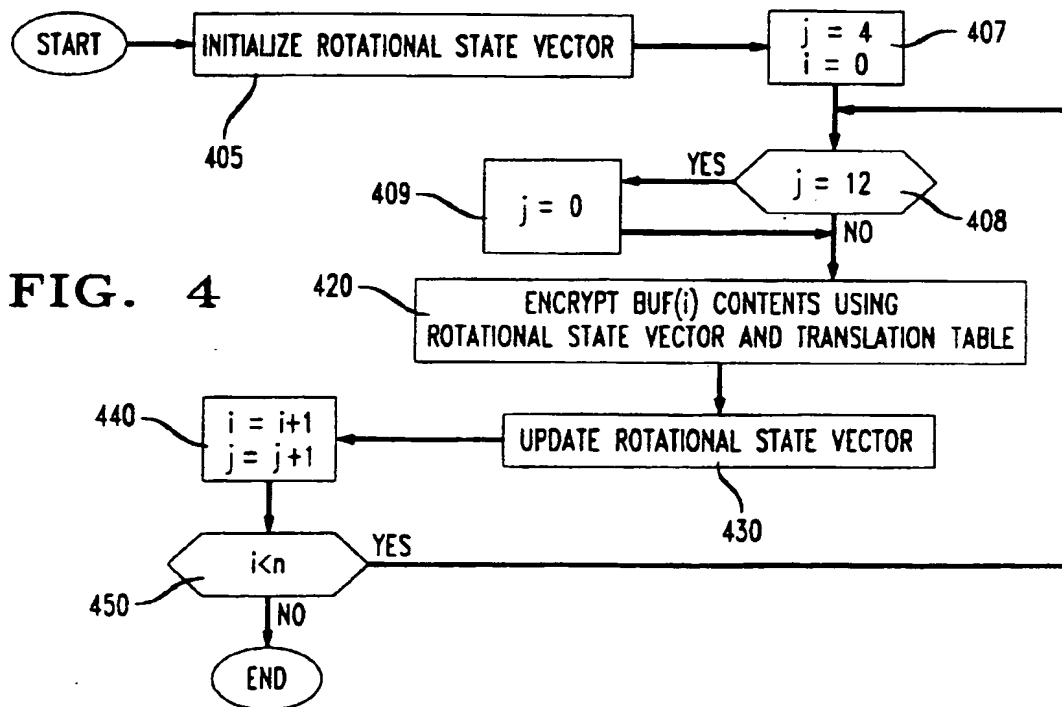 START
INITIALIZE ROTATIONAL STATE VECTOR
405
j = 4
i = 0
407
YES
j = 12
408
409
j = 0
NO
FIG. 4
420
ENCRYPT BUF(i) CONTENTS USING
ROTATIONAL STATE VECTOR AND TRANSLATION TABLE
440
i = i+1
j = j+1
UPDATE ROTATIONAL STATE VECTOR
430
i<n
YES
450
NO
END